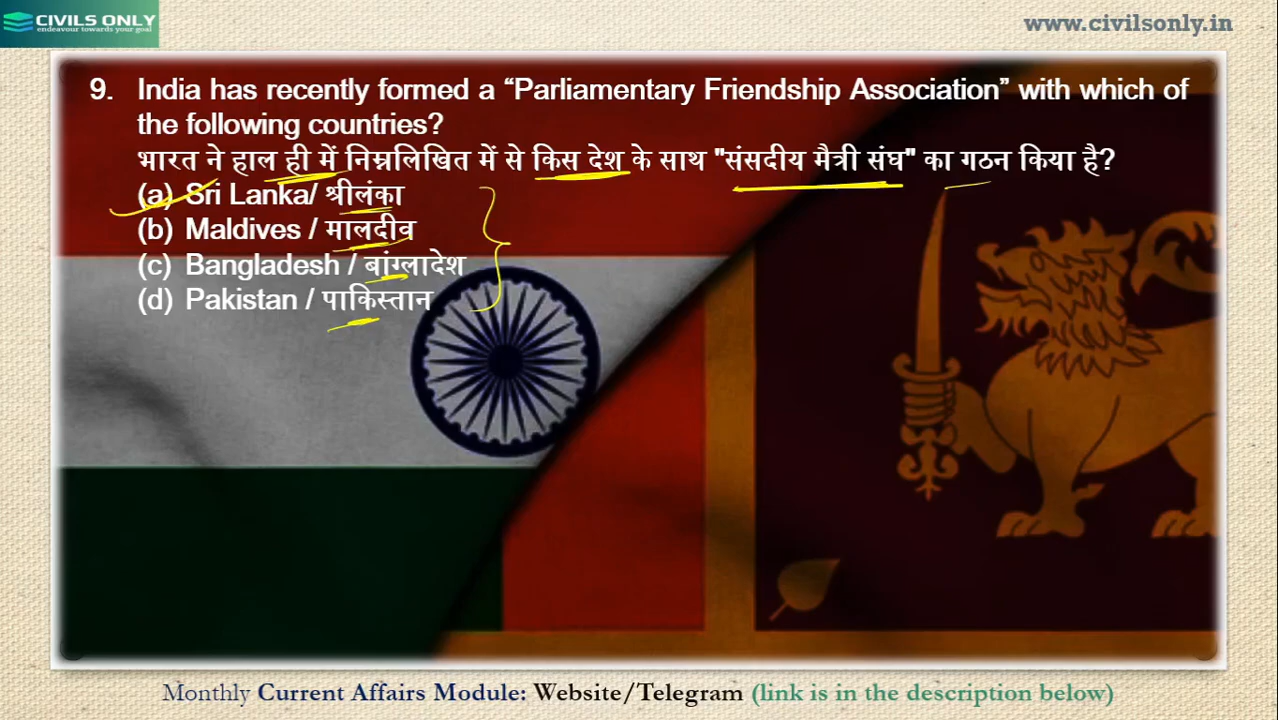 CIVILS ONLY
endeavour towards your goal
www.civilsonly.in
9. India has recently formed a “Parliamentary Friendship Association” with which of
the following countries?
भारत ने हाल ही में निम्नलिखित में से किस देश के साथ "संसदीय मैत्री संघ" का गठन किया है?
(a) Sri Lanka/ श्रीलंका
(b) Maldives / मालदीव
(c) Bangladesh / बांग्लादेश
(d) Pakistan / पाकिस्तान
Monthly Current Affairs Module: Website/Telegram (link is in the description below)